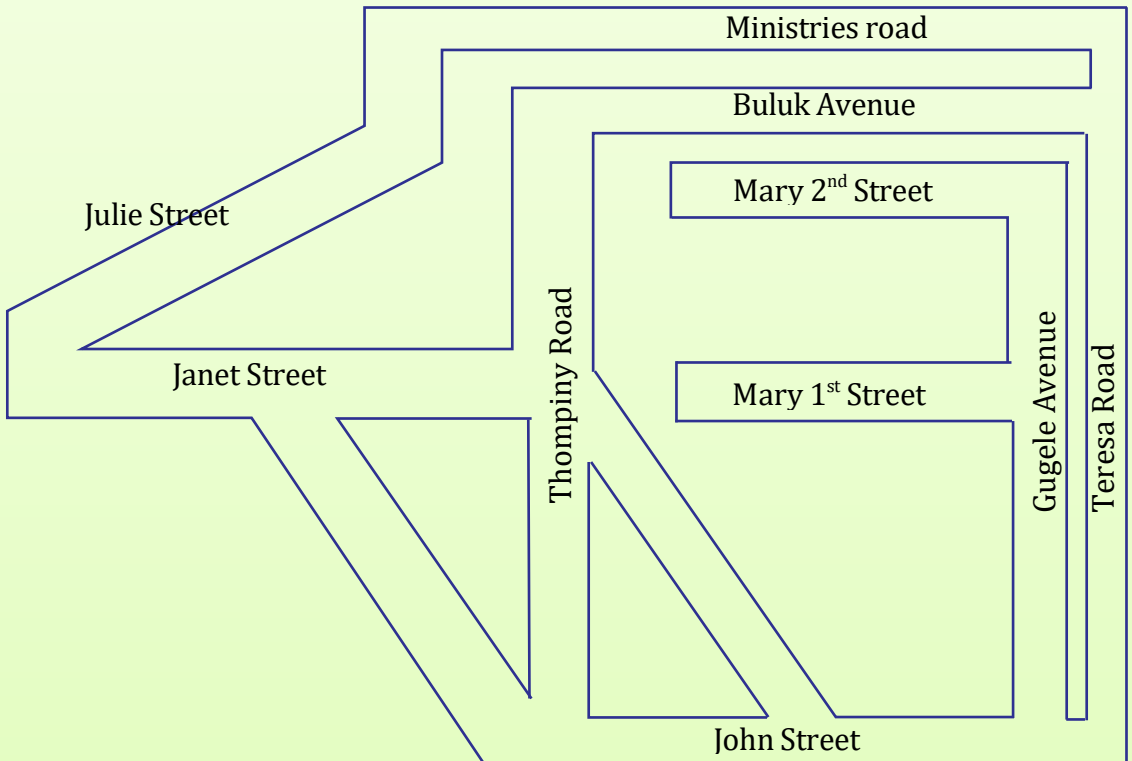 Ministries road
Buluk Avenue
Mary 2nd Street
Julie Street
Thompiny Road
Janet Street
Mary 1st Street
Gugele Avenue
Teresa Road
John Street